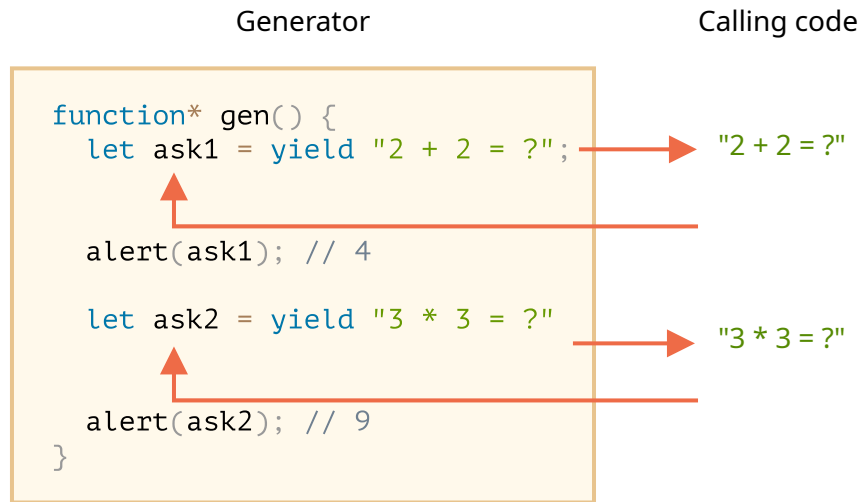 Generator
Calling code
function* gen() {
let ask1 = yield "2 + 2 = ?";
"2 + 2 = ?"
alert(ask1); // 4
let ask2 = yield "3 * 3 = ?"
"3 * 3 = ?"
alert(ask2); // 9
}